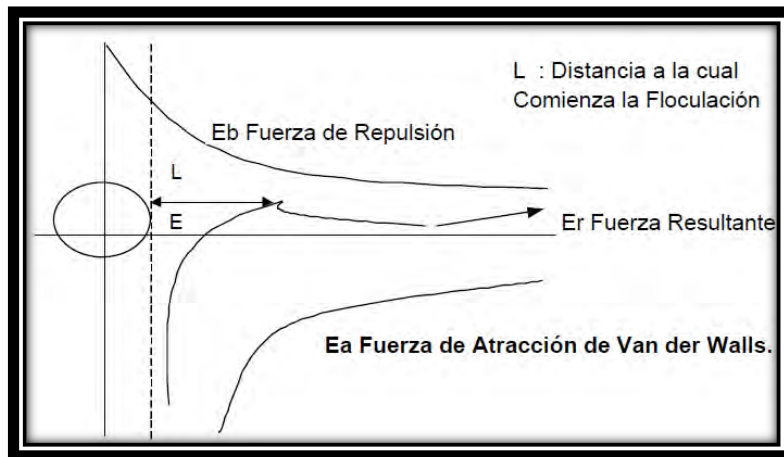 L : Distancia a la cual
Comienza la Floculación
Eb Fuerza de Repulsión
L
E
Er Fuerza Resultante
Ea Fuerza de Atracción de Van der Walls.